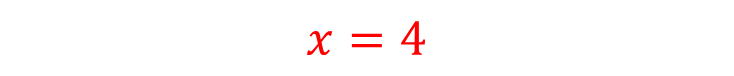 x = 4